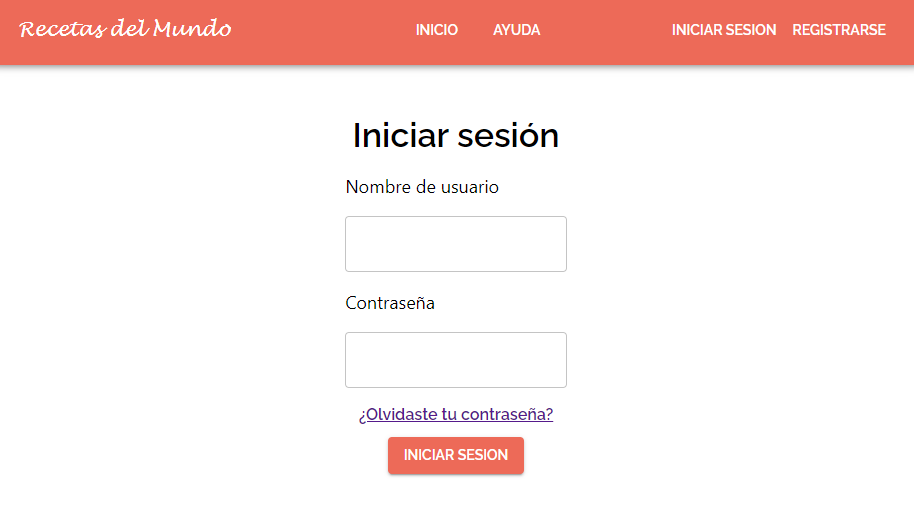 Recetas del Mundo INICIO AYUDA INICIAR SESION REGISTRARSE
Iniciar sesión
Nombre de usuario
Contraseña
¿Olvidaste tu contraseña?
INICIAR SESION